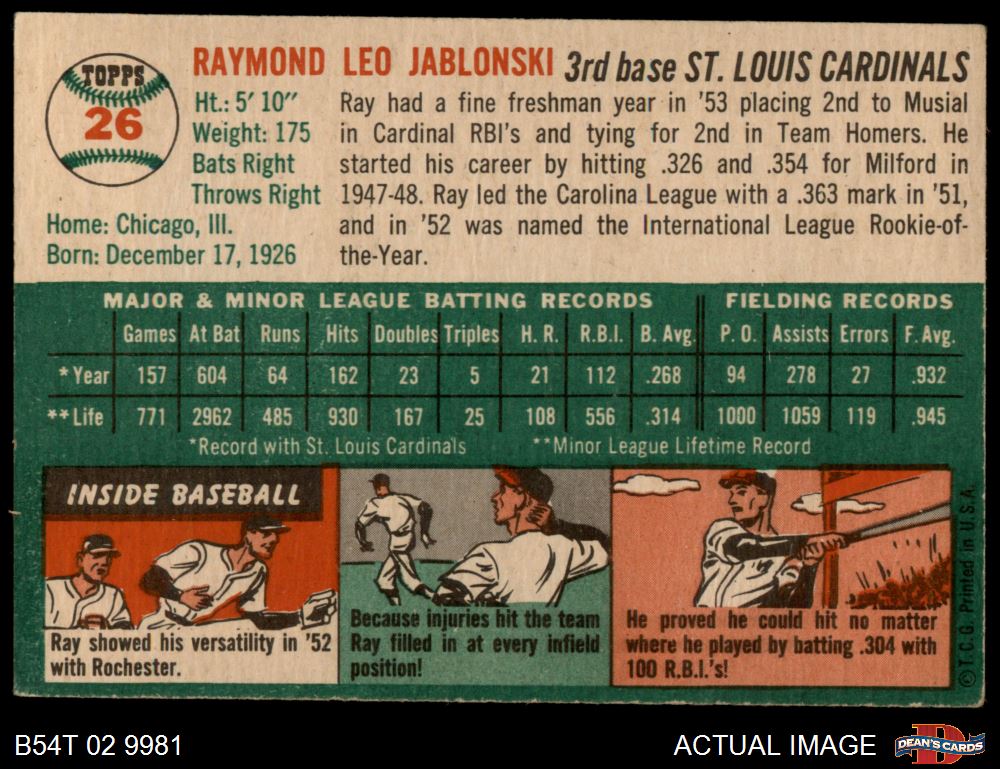 TOPPS
26
RAYMOND LEO JABLONSKI 3rd base ST. LOUIS CARDINALS
Ht.: 5' 10"
Weight: 175
Bats Right
Throws Right
Home: Chicago, Ill.
Born: December 17, 1926
Ray had a fine freshman year in '53 placing 2nd to Musial
in Cardinal RBI's and tying for 2nd in Team Homers. He
started his career by hitting .326 and .354 for Milford in
1947-48. Ray led the Carolina League with a .363 mark in '51,
and in '52 was named the International League Rookie-of-
the-Year.
MAJOR & MINOR LEAGUE BATTING RECORDS FIELDING RECORDS
Games At Bat Runs Hits Doubles Triples H. R. R.B.I. B. Avg. P. O. Assists Errors F. Avg.
*Year 157 604 64 162 23 5 21 112 .268 94 278 27 .932
**Life 771 2962 485 930 167 25 108 556 .314 1000 1059 119 .945
*Record with St. Louis Cardinals **Minor League Lifetime Record
INSIDE BASEBALL
Ray showed his versatility in '52
with Rochester.
Because injuries hit the team
Ray filled in at every infield
position!
He proved he could hit no matter
where he played by batting .304 with
100 R.B.I.'s!
©T.C.G. Printed in U.S.A.
B54T 02 9981
ACTUAL IMAGE
DEAN'S CARDS